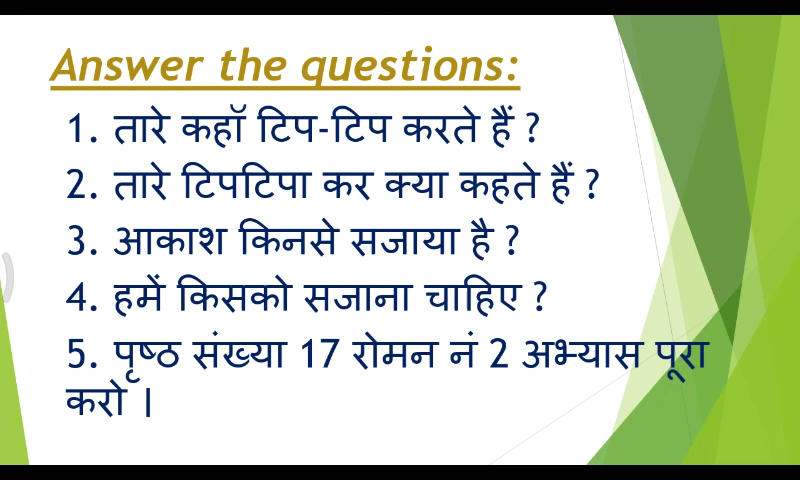 Answer the questions:
1. तारे कहॉ टिप-टिप करते हैं ?
2. तारे टिपटिपा कर क्या कहते हैं ?
3. आकाश किनसे सजाया है ?
4. हमें किसको सजाना चाहिए ?
5. पृष्ठ संख्या 17 रोमन नं 2 अभ्यास पूरा
करो ।